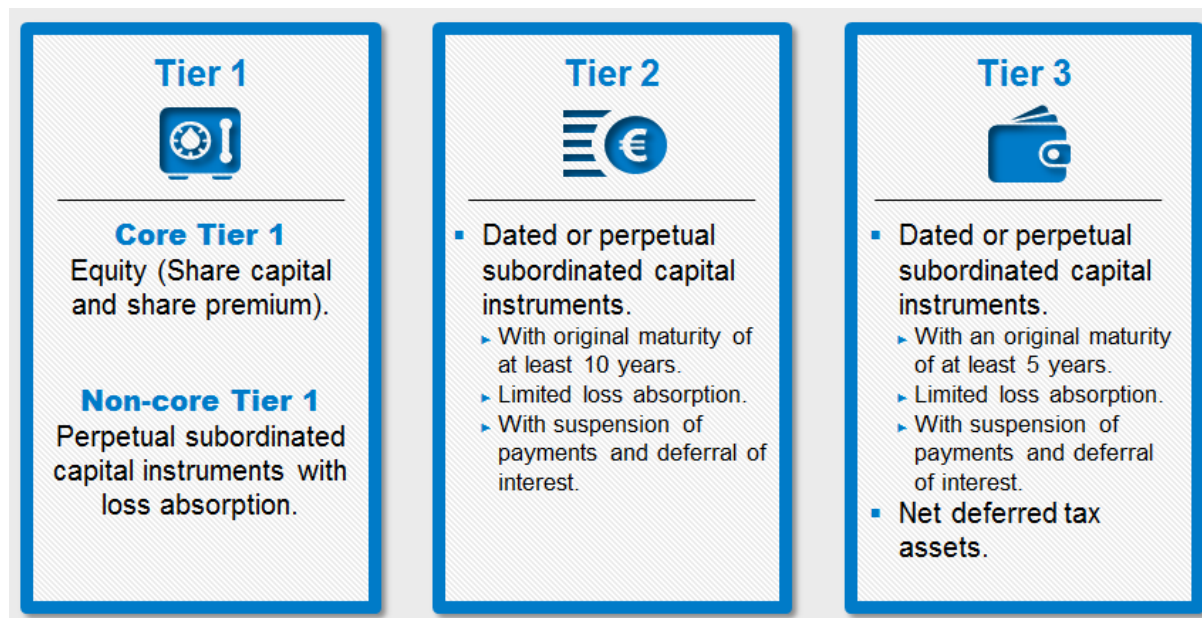 Tier 1
Core Tier 1
Equity (Share capital
and share premium).
Non-core Tier 1
Perpetual subordinated
capital instruments with
loss absorption.
Tier 2
€
▪ Dated or perpetual
subordinated capital
instruments.
► With original maturity of
at least 10 years.
► Limited loss absorption.
► With suspension of
payments and deferral of
interest.
Tier 3
▪ Dated or perpetual
subordinated capital
instruments.
► With an original maturity
of at least 5 years.
► Limited loss absorption.
► With suspension of
payments and deferral
of interest.
▪ Net deferred tax
assets.